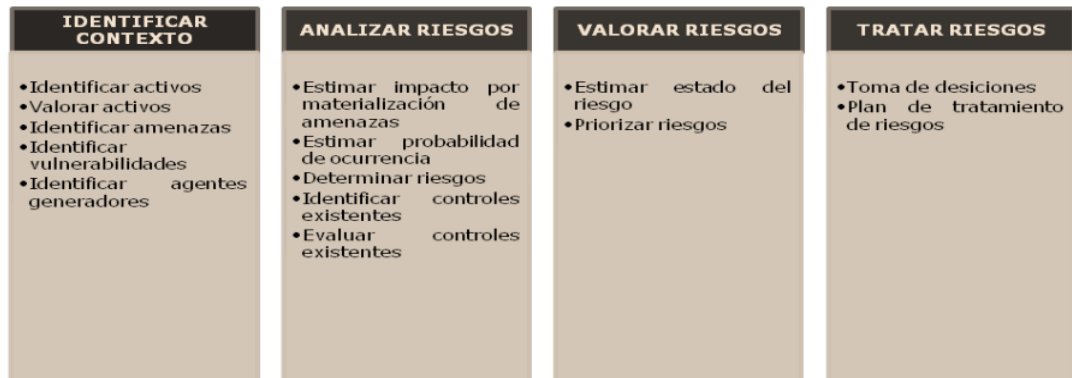 IDENTIFICAR
CONTEXTO
•Identificar activos
•Valorar activos
•Identificar amenazas
•Identificar
vulnerabilidades
•Identificar agentes
generadores
ANALIZAR RIESGOS
•Estimar impacto por
materialización de
amenazas
•Estimar probabilidad
de ocurrencia
•Determinar riesgos
•Identificar controles
existentes
•Evaluar controles
existentes
VALORAR RIESGOS
•Estimar estado del
riesgo
•Priorizar riesgos
TRATAR RIESGOS
•Toma de desiciones
•Plan de tratamiento
de riesgos